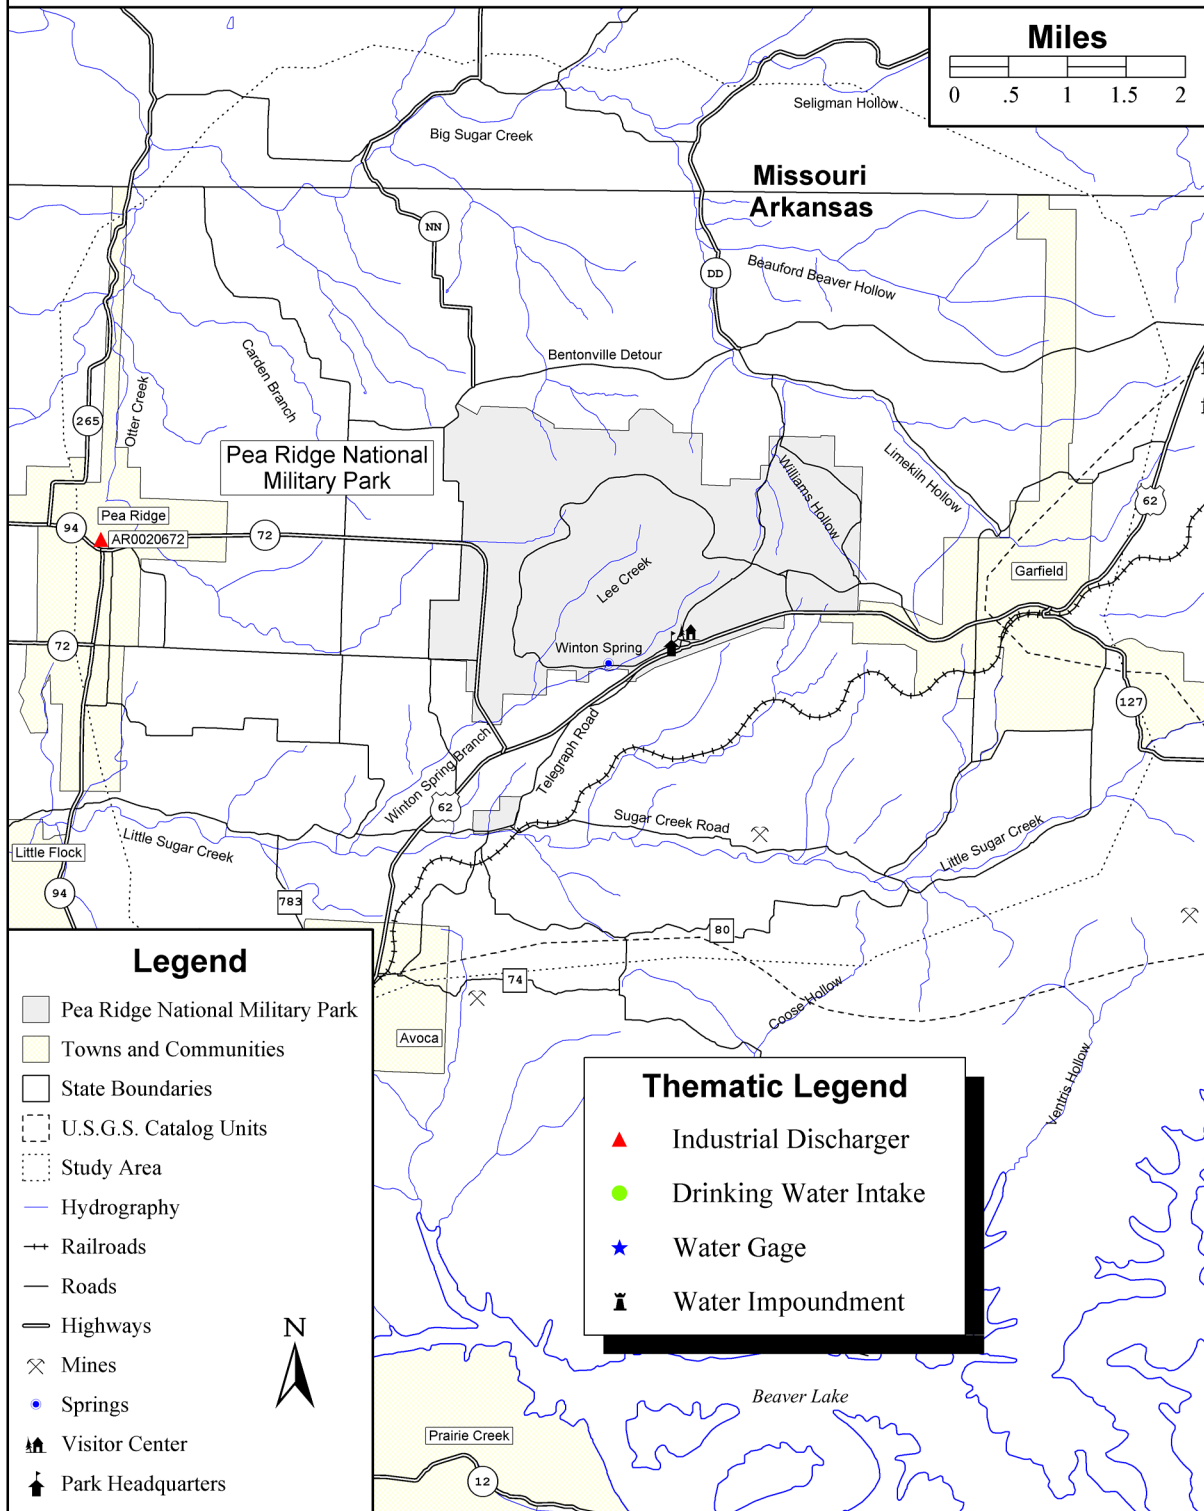 Miles
0 .5 1 1.5 2
Seligman Hollow
Big Sugar Creek
Missouri
Arkansas
NN
DD
Beauford Beaver Hollow
Bentonville Detour
Carden Branch
Otter Creek
265
Pea Ridge National
Military Park
Limekiln Hollow
Williams Hollow
62
94
Pea Ridge
AR0020672
72
Lee Creek
Garfield
72
Winton Spring
127
Telegraph Road
Winton Spring Branch
62
Sugar Creek Road
Little Sugar Creek
Little Sugar Creek
Little Flock
94
783
80
74
Coose Hollow
Avoca
Ventris Hollow
Legend
Pea Ridge National Military Park
Towns and Communities
State Boundaries
U.S.G.S. Catalog Units
Study Area
Hydrography
Railroads
Roads
Highways
Mines
Springs
Visitor Center
Park Headquarters
N
Thematic Legend
Industrial Discharger
Drinking Water Intake
Water Gage
Water Impoundment
Beaver Lake
Prairie Creek
12